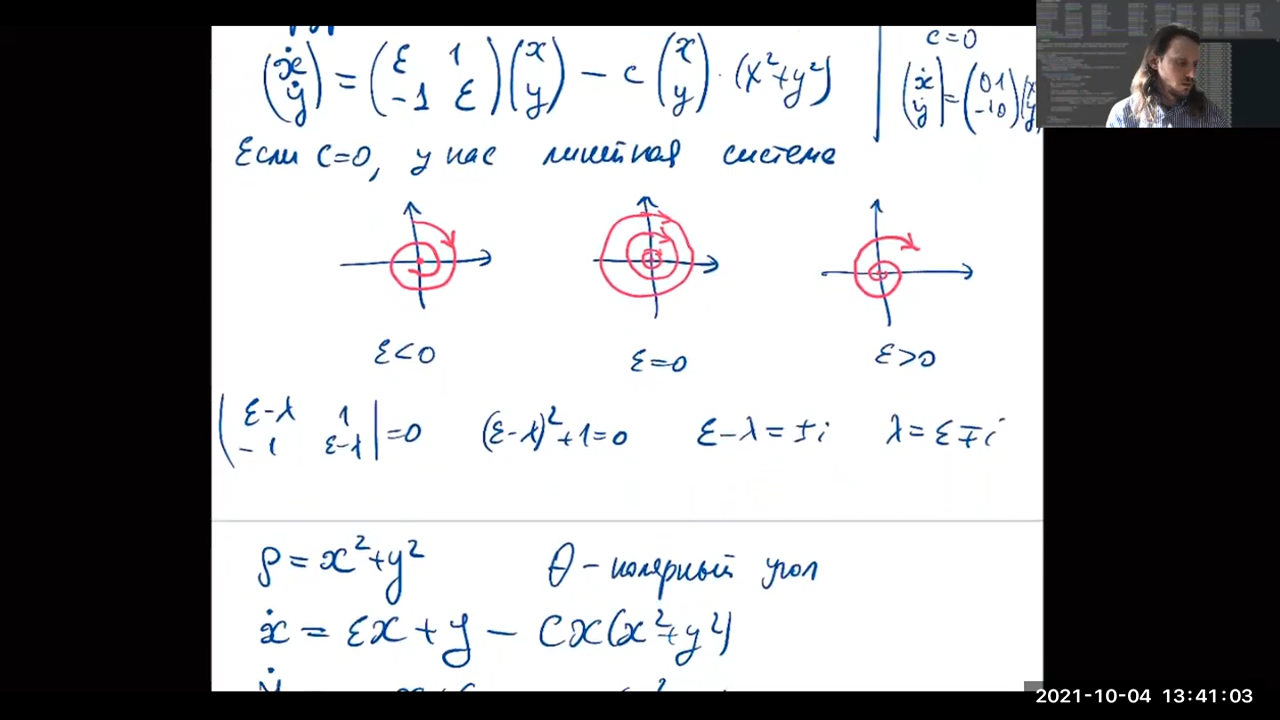 (ẋ ẏ) = (ε 1 -1 ε)(x y) - c (x y) · (x²+y²)
c=0
(ẋ ẏ) = (0 1 -1 0)(x y
Если c=0, у нас линейная система
ε<0 ε=0 ε>0
|ε-λ 1 -1 ε-λ| =0 (ε-λ)²+1=0 ε-λ=±i λ=ε∓i
ρ = x²+y² θ - полярный угол
ẋ = εx + y - Cx(x²+y²)
2021-10-04 13:41:03